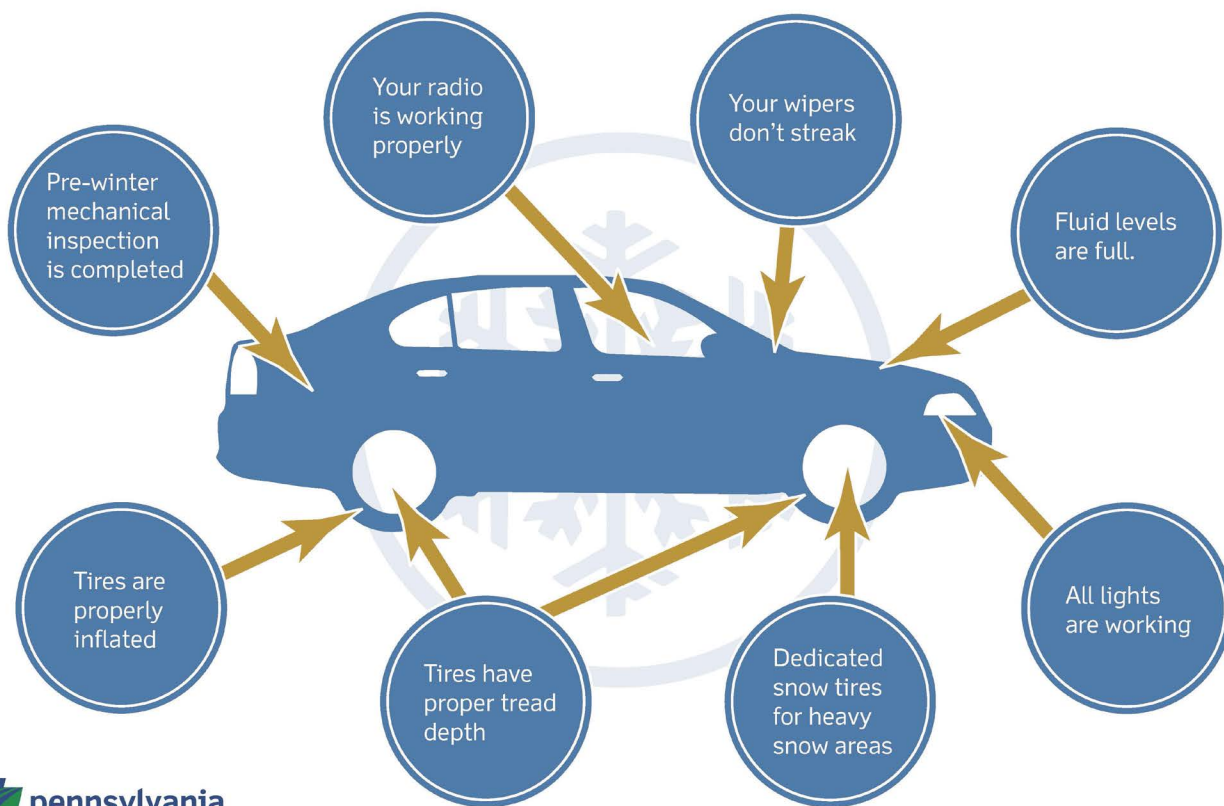 Your radio
is working
properly
Your wipers
don't streak
Pre-winter
mechanical
inspection
is completed
Fluid levels
are full.
Tires are
properly
inflated
Tires have
proper tread
depth
Dedicated
snow tires
for heavy
snow areas
All lights
are working
pennsylvania